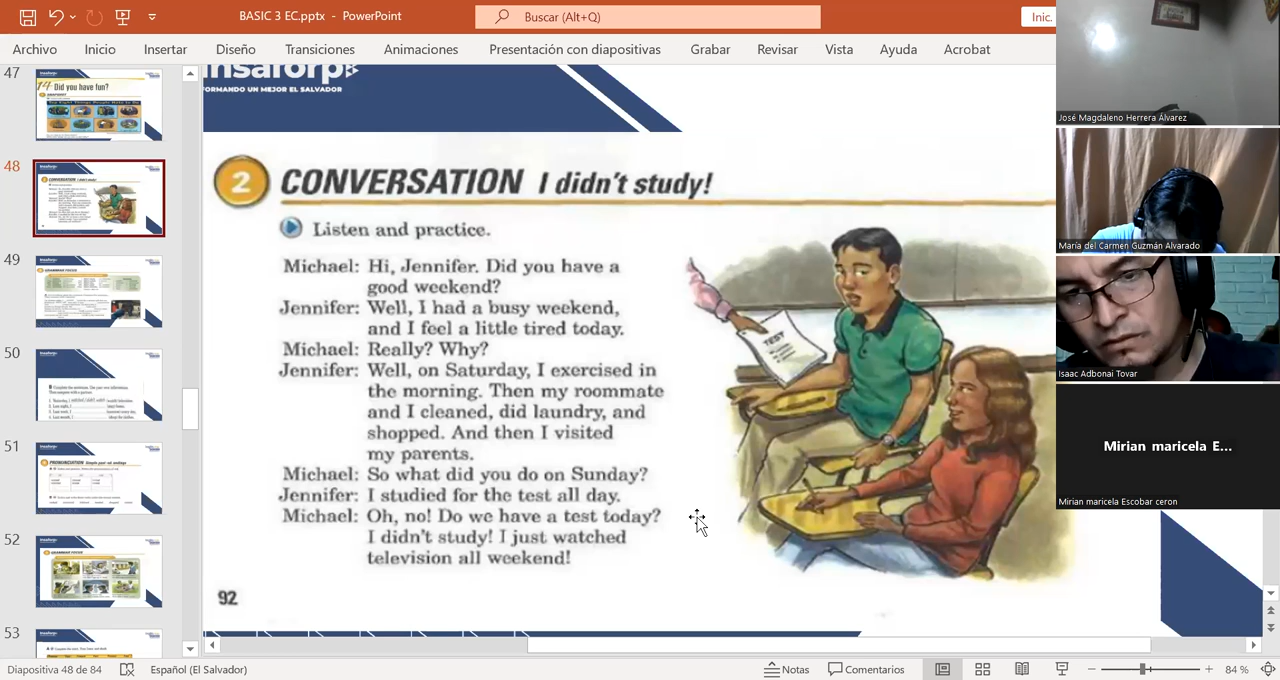 BASIC 3 EC.pptx - PowerPoint
Buscar (Alt+Q)
Inic.
Archivo Inicio Insertar Diseño Transiciones Animaciones Presentación con diapositivas Grabar Revisar Vista Ayuda Acrobat
47
14 Did you have fun?
48
49
50
51
52
53
insaforp
FORMANDO UN MEJOR EL SALVADOR
2 CONVERSATION I didn't study!
Listen and practice.
Michael: Hi, Jennifer. Did you have a
good weekend?
Jennifer: Well, I had a busy weekend,
and I feel a little tired today.
Michael: Really? Why?
Jennifer: Well, on Saturday, I exercised in
the morning. Then my roommate
and I cleaned, did laundry, and
shopped. And then I visited
my parents.
Michael: So what did you do on Sunday?
Jennifer: I studied for the test all day.
Michael: Oh, no! Do we have a test today?
I didn't study! I just watched
television all weekend!
TEST
92
José Magdaleno Herrera Álvarez
María del Carmen Guzmán Alvarado
Isaac Adbonai Tovar
Mirian maricela E...
Mirian maricela Escobar ceron
Diapositiva 48 de 84
Español (El Salvador)
Notas
Comentarios
84 %